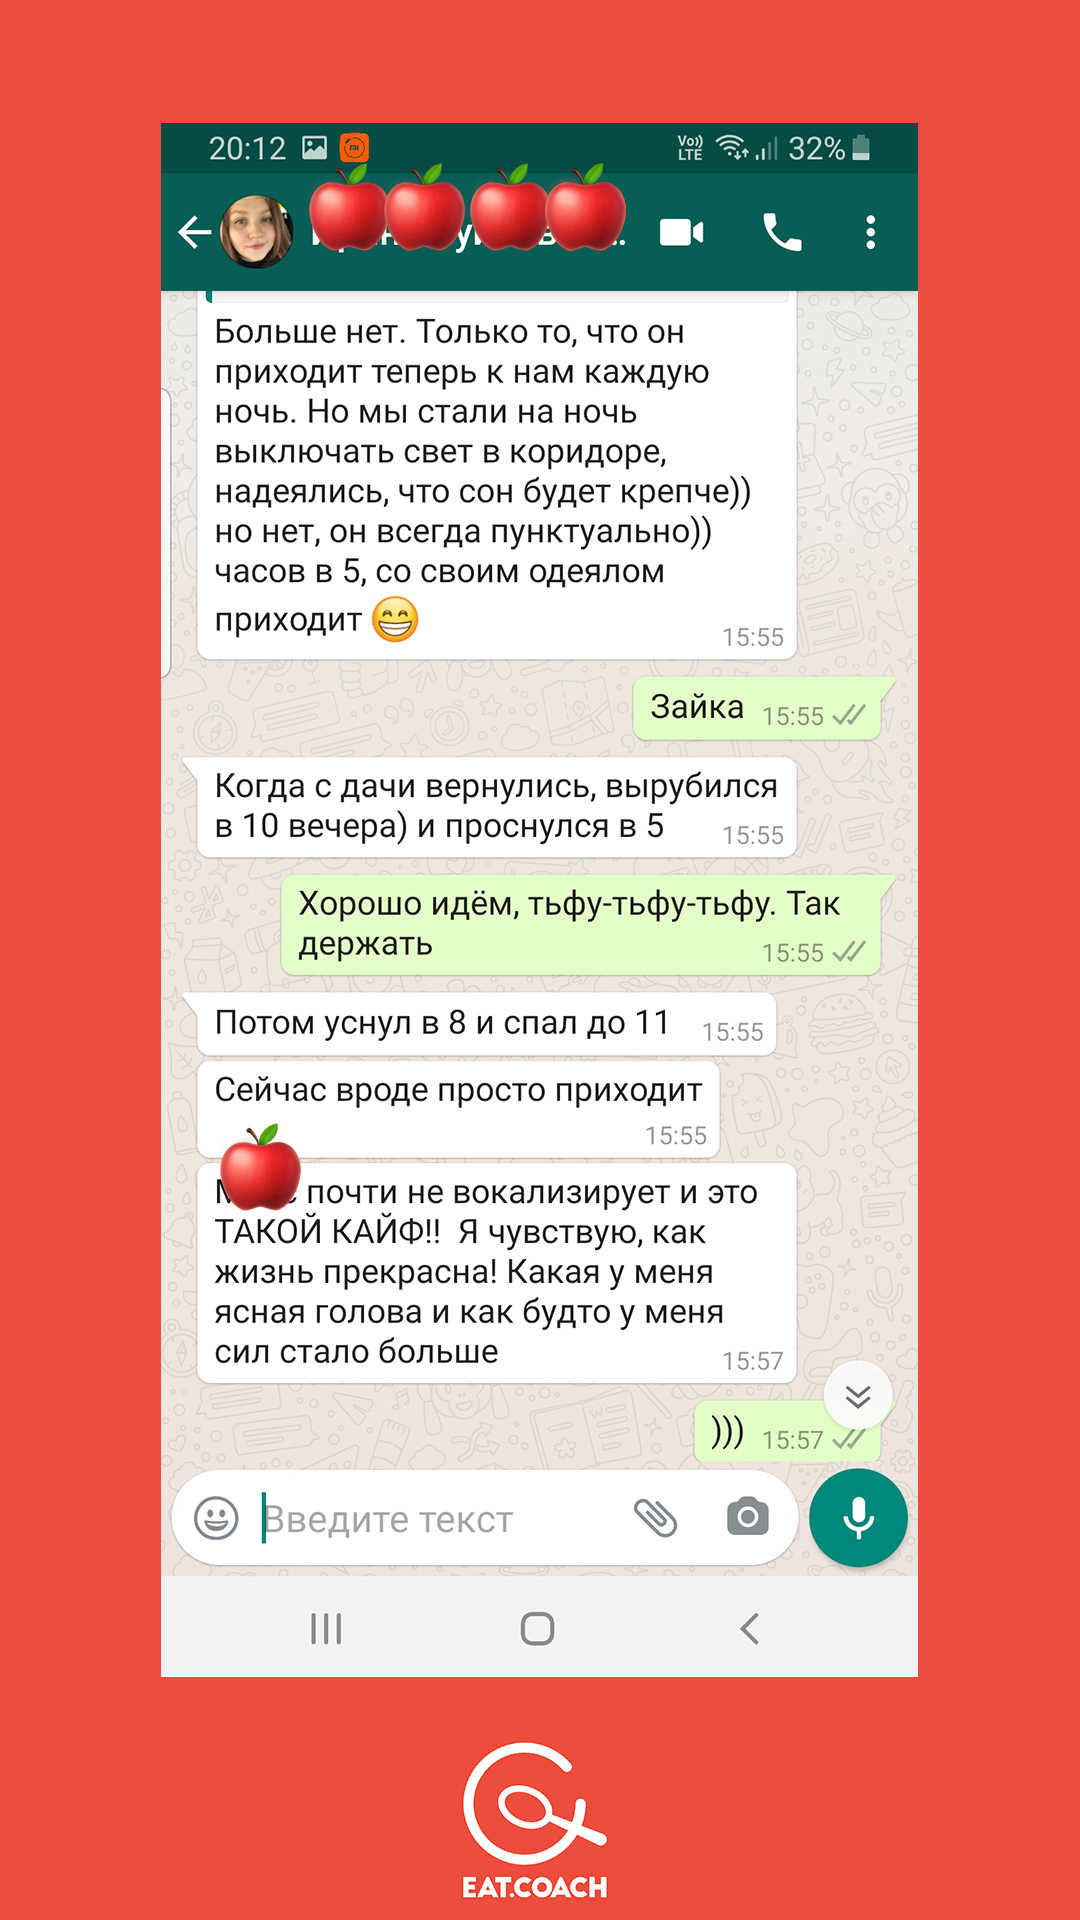 20:12
Vo))
LTE
32%
Больше нет. Только то, что он
приходит теперь к нам каждую
ночь. Но мы стали на ночь
выключать свет в коридоре,
надеялись, что сон будет крепче))
но нет, он всегда пунктуально))
часов в 5, со своим одеялом
приходит 😁
15:55
Зайка 15:55
Когда с дачи вернулись, вырубился
в 10 вечера) и проснулся в 5 15:55
Хорошо идём, тьфу-тьфу-тьфу. Так
держать 15:55
Потом уснул в 8 и спал до 11 15:55
Сейчас вроде просто приходит
15:55
почти не вокализирует и это
ТАКОЙ КАЙФ!! Я чувствую, как
жизнь прекрасна! Какая у меня
ясная голова и как будто у меня
сил стало больше 15:57
))) 15:57
Введите текст
EAT.COACH